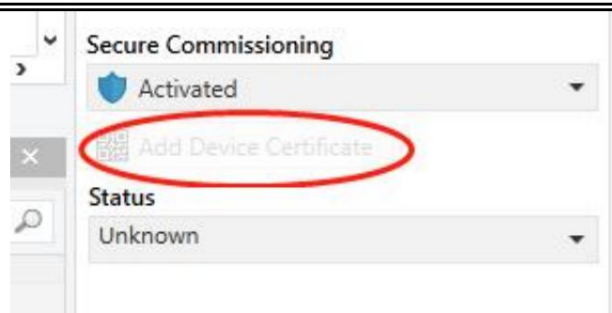 Secure Commissioning
Activated
Add Device Certificate
Status
Unknown